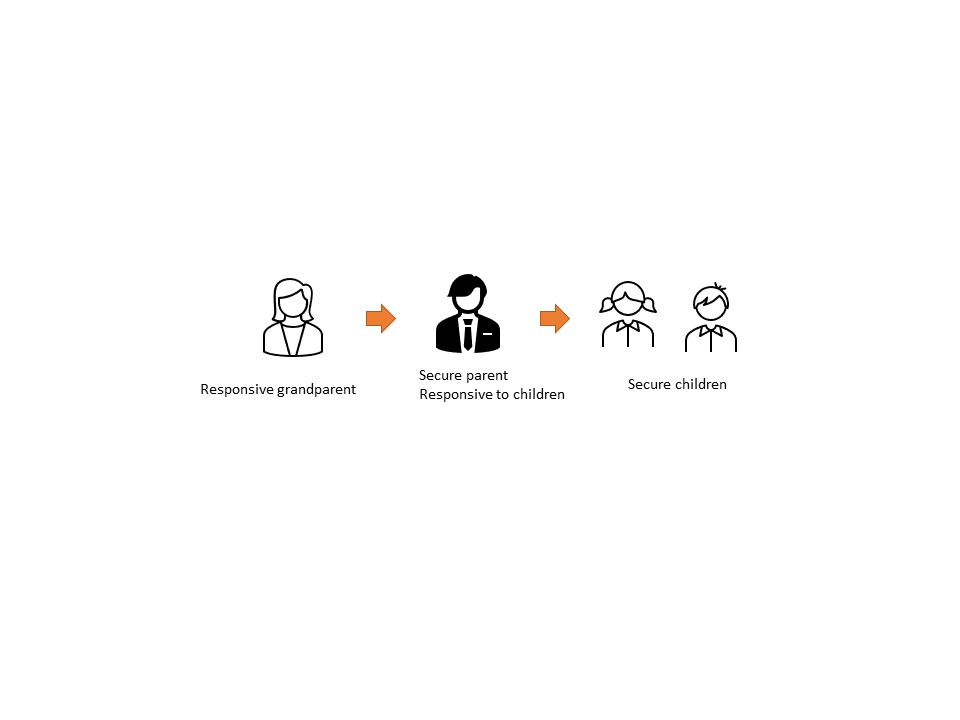 Responsive grandparent
Secure parent
Responsive to children
Secure children